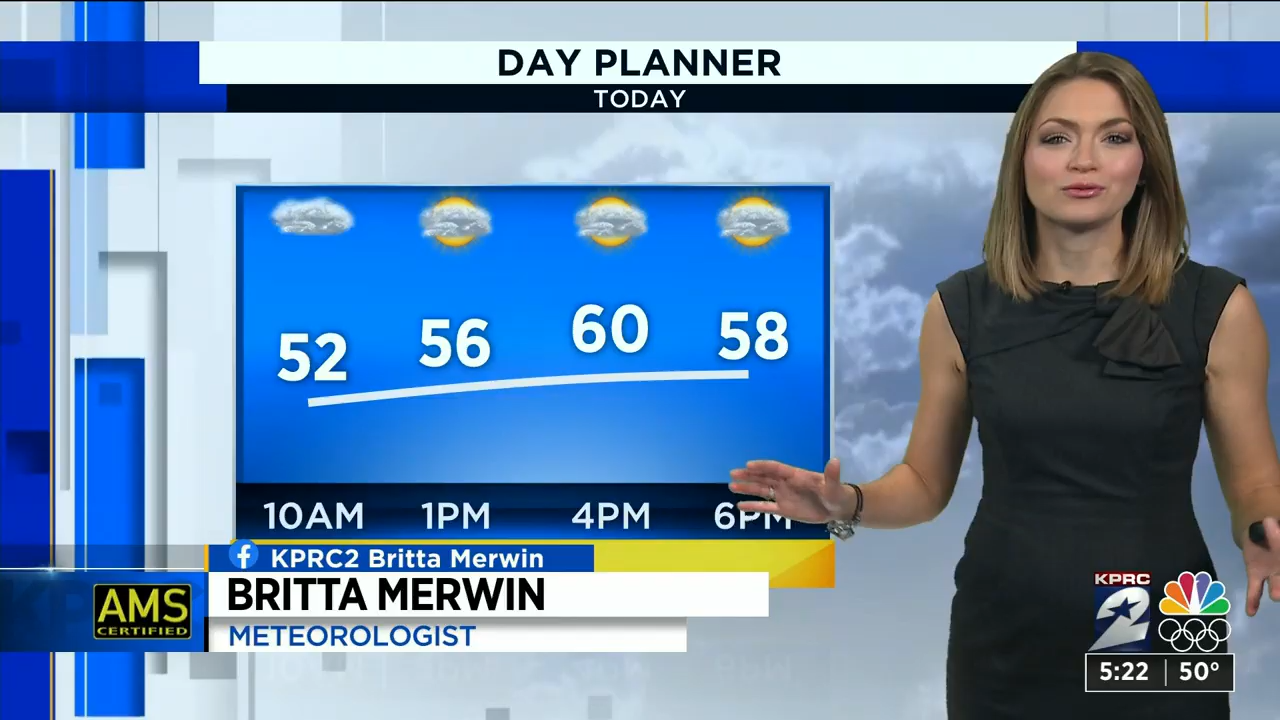 DAY PLANNER
TODAY
52 56 60 58
10AM 1PM 4PM 6PM
KPRC2 Britta Merwin
BRITTA MERWIN
METEOROLOGIST
AMS
CERTIFIED
KPRC
2
5:22 50°